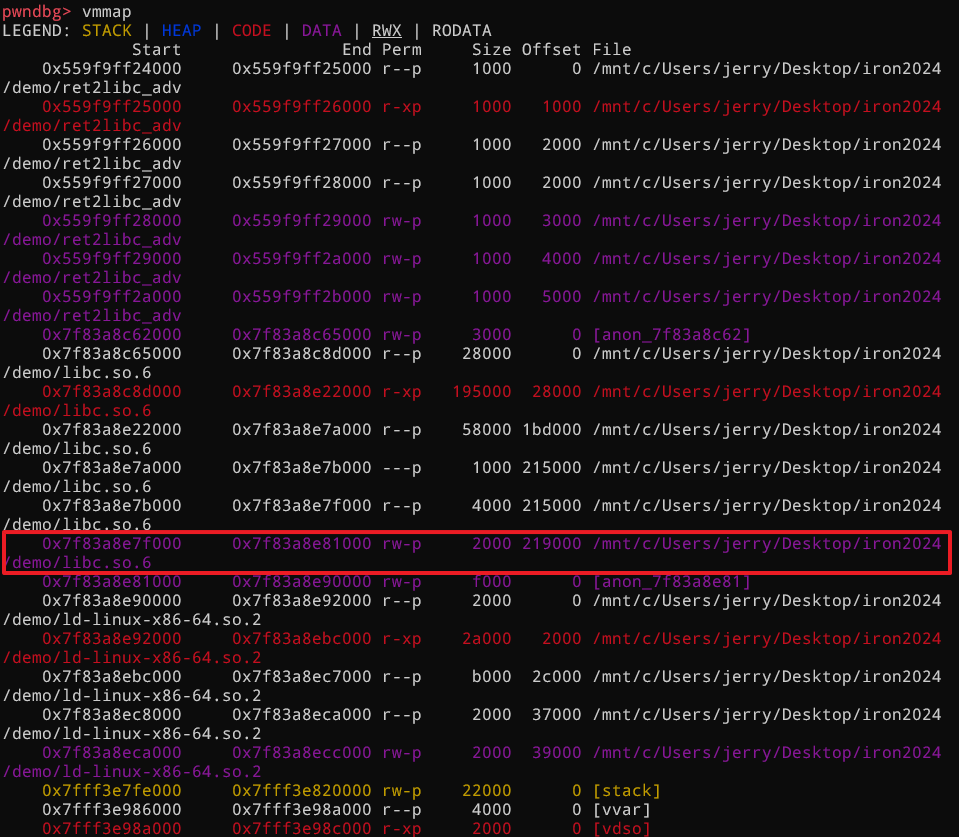 pwndbg> vmmap
LEGEND: STACK | HEAP | CODE | DATA | RWX | RODATA
Start End Perm Size Offset File
0x559f9ff24000 0x559f9ff25000 r--p 1000 0 /mnt/c/Users/jerry/Desktop/iron2024
/demo/ret2libc_adv
0x559f9ff25000 0x559f9ff26000 r-xp 1000 1000 /mnt/c/Users/jerry/Desktop/iron2024
/demo/ret2libc_adv
0x559f9ff26000 0x559f9ff27000 r--p 1000 2000 /mnt/c/Users/jerry/Desktop/iron2024
/demo/ret2libc_adv
0x559f9ff27000 0x559f9ff28000 r--p 1000 2000 /mnt/c/Users/jerry/Desktop/iron2024
/demo/ret2libc_adv
0x559f9ff28000 0x559f9ff29000 rw-p 1000 3000 /mnt/c/Users/jerry/Desktop/iron2024
/demo/ret2libc_adv
0x559f9ff29000 0x559f9ff2a000 rw-p 1000 4000 /mnt/c/Users/jerry/Desktop/iron2024
/demo/ret2libc_adv
0x559f9ff2a000 0x559f9ff2b000 rw-p 1000 5000 /mnt/c/Users/jerry/Desktop/iron2024
/demo/ret2libc_adv
0x7f83a8c62000 0x7f83a8c65000 rw-p 3000 0 [anon_7f83a8c62]
0x7f83a8c65000 0x7f83a8c8d000 r--p 28000 0 /mnt/c/Users/jerry/Desktop/iron2024
/demo/libc.so.6
0x7f83a8c8d000 0x7f83a8e22000 r-xp 195000 28000 /mnt/c/Users/jerry/Desktop/iron2024
/demo/libc.so.6
0x7f83a8e22000 0x7f83a8e7a000 r--p 58000 1bd000 /mnt/c/Users/jerry/Desktop/iron2024
/demo/libc.so.6
0x7f83a8e7a000 0x7f83a8e7b000 ---p 1000 215000 /mnt/c/Users/jerry/Desktop/iron2024
/demo/libc.so.6
0x7f83a8e7b000 0x7f83a8e7f000 r--p 4000 215000 /mnt/c/Users/jerry/Desktop/iron2024
/demo/libc.so.6
0x7f83a8e7f000 0x7f83a8e81000 rw-p 2000 219000 /mnt/c/Users/jerry/Desktop/iron2024
/demo/libc.so.6
0x7f83a8e81000 0x7f83a8e90000 rw-p f000 0 [anon_7f83a8e81]
0x7f83a8e90000 0x7f83a8e92000 r--p 2000 0 /mnt/c/Users/jerry/Desktop/iron2024
/demo/ld-linux-x86-64.so.2
0x7f83a8e92000 0x7f83a8ebc000 r-xp 2a000 2000 /mnt/c/Users/jerry/Desktop/iron2024
/demo/ld-linux-x86-64.so.2
0x7f83a8ebc000 0x7f83a8ec7000 r--p b000 2c000 /mnt/c/Users/jerry/Desktop/iron2024
/demo/ld-linux-x86-64.so.2
0x7f83a8ec8000 0x7f83a8eca000 r--p 2000 37000 /mnt/c/Users/jerry/Desktop/iron2024
/demo/ld-linux-x86-64.so.2
0x7f83a8eca000 0x7f83a8ecc000 rw-p 2000 39000 /mnt/c/Users/jerry/Desktop/iron2024
/demo/ld-linux-x86-64.so.2
0x7fff3e7fe000 0x7fff3e820000 rw-p 22000 0 [stack]
0x7fff3e986000 0x7fff3e98a000 r--p 4000 0 [vvar]
0x7fff3e98a000 0x7fff3e98c000 r-xp 2000 0 [vdso]